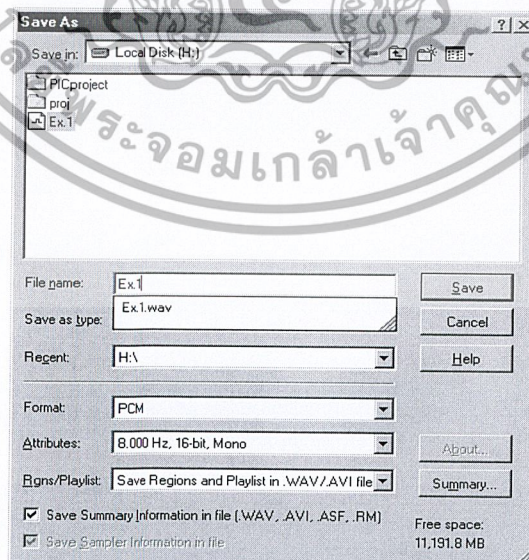 Save As
Save in: Local Disk (H:)
PICproject
proj
Ex.1
พระจอมเกล้าเจ้าคุณ
File name: Ex.1
Save
Save as type: Ex.1.wav
Cancel
Recent: H:\
Help
Format: PCM
Attributes: 8.000 Hz, 16-bit, Mono
About...
Rgns/Playlist: Save Regions and Playlist in .WAV/.AVI file
Summary...
Save Summary Information in file (.WAV, .AVI, .ASF, .RM)
Free space:
Save Sampler Information in file
11,191.8 MB